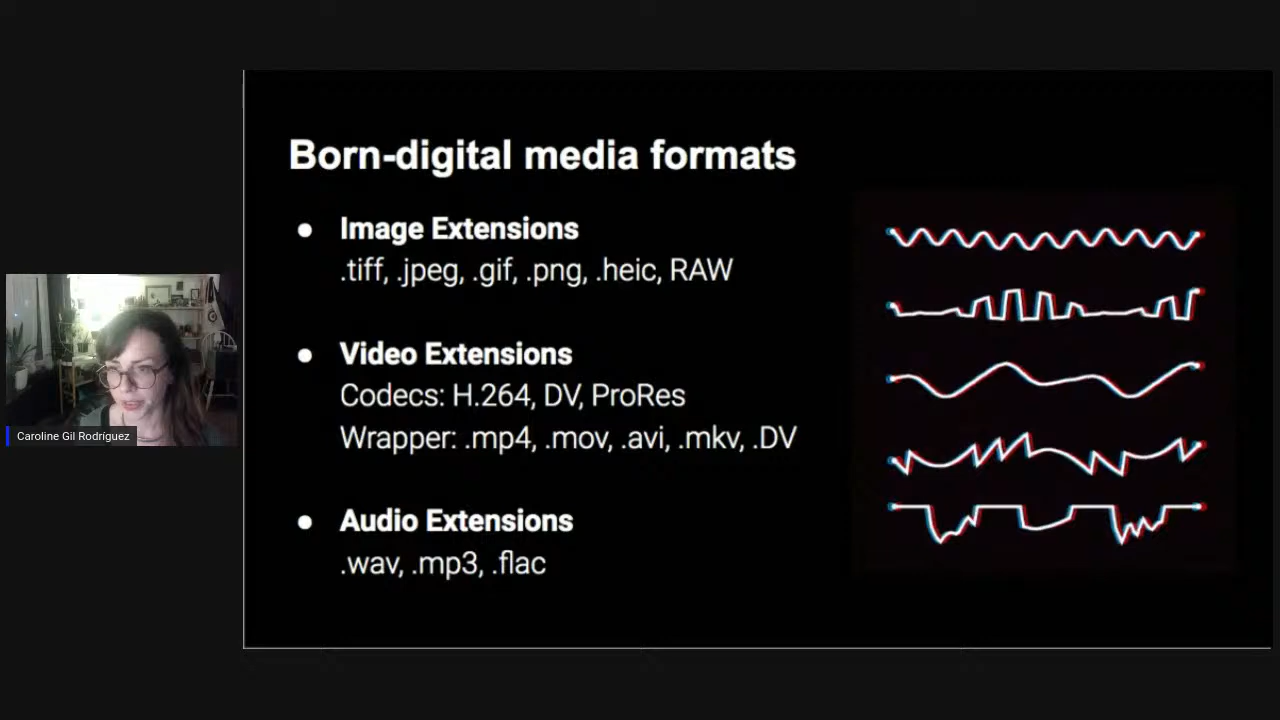 Born-digital media formats
● Image Extensions
.tiff, .jpeg, .gif, .png, .heic, RAW
● Video Extensions
Codecs: H.264, DV, ProRes
Wrapper: .mp4, .mov, .avi, .mkv, .DV
● Audio Extensions
.wav, .mp3, .flac
Caroline Gil Rodríguez